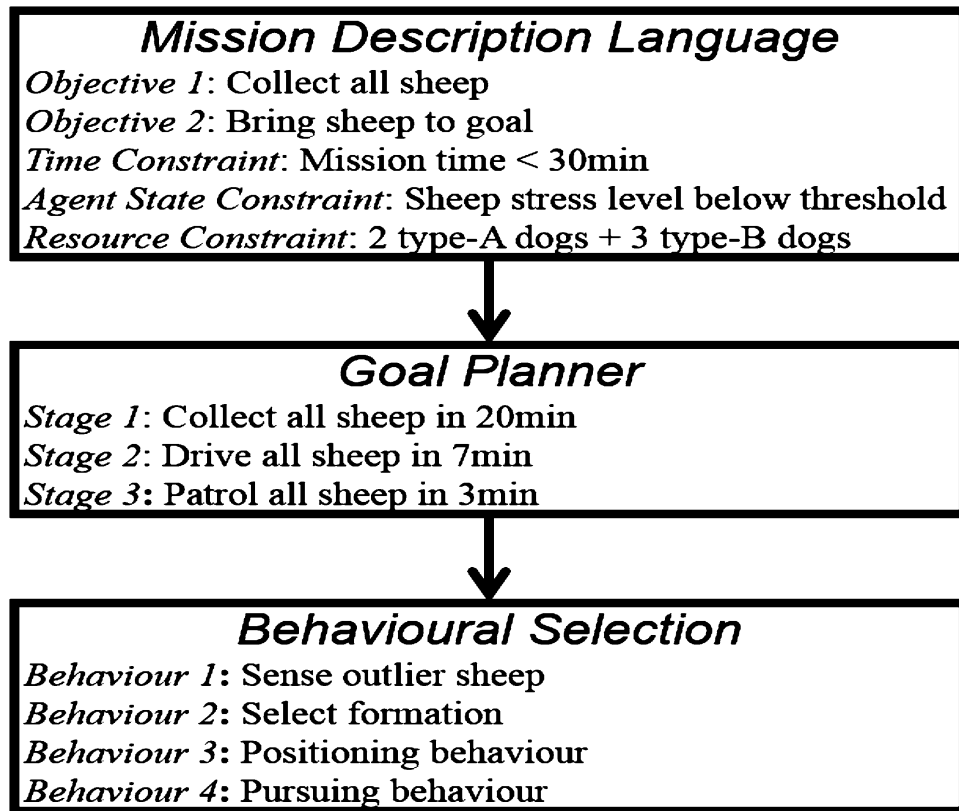 Mission Description Language
Objective 1: Collect all sheep
Objective 2: Bring sheep to goal
Time Constraint: Mission time < 30min
Agent State Constraint: Sheep stress level below threshold
Resource Constraint: 2 type-A dogs + 3 type-B dogs
Goal Planner
Stage 1: Collect all sheep in 20min
Stage 2: Drive all sheep in 7min
Stage 3: Patrol all sheep in 3min
Behavioural Selection
Behaviour 1: Sense outlier sheep
Behaviour 2: Select formation
Behaviour 3: Positioning behaviour
Behaviour 4: Pursuing behaviour